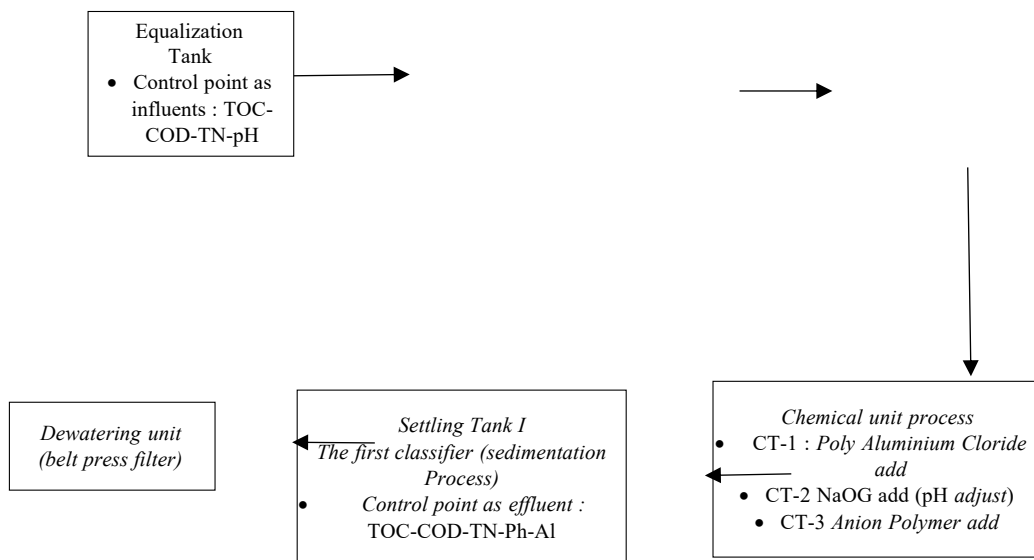 Equalization
Tank
• Control point as
influents : TOC-
COD-TN-pH
Dewatering unit
(belt press filter)
Settling Tank I
The first classifier (sedimentation
Process)
• Control point as effluent :
TOC-COD-TN-Ph-Al
Chemical unit process
• CT-1 : Poly Aluminium Cloride
add
• CT-2 NaOG add (pH adjust)
• CT-3 Anion Polymer add